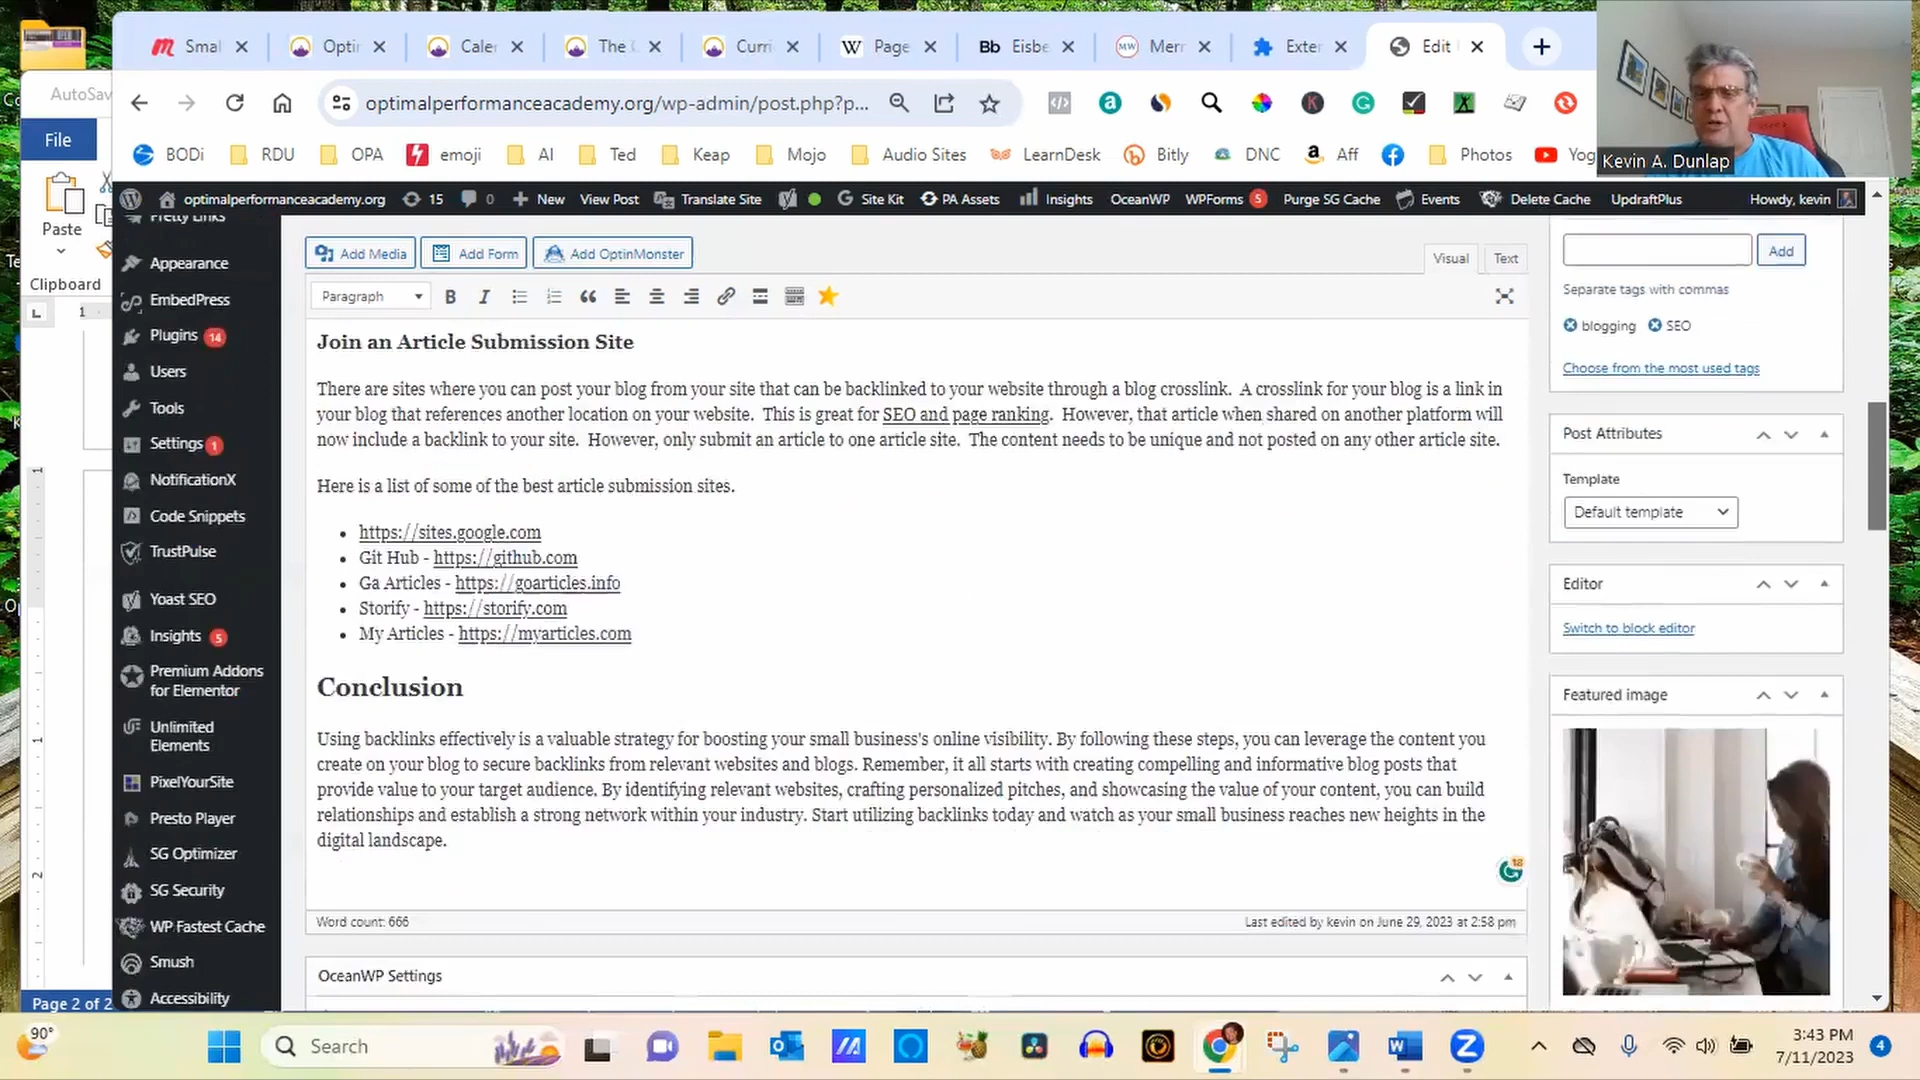 Smal
Opti
Caler
The
Curri
Page
Eisbe
Merr
Exter
Edit
AutoSav
optimalperformanceacademy.org/wp-admin/post.php?p...
File
BODi
RDU
OPA
emoji
AI
Ted
Keap
Mojo
Audio Sites
LearnDesk
Bitly
DNC
Aff
Photos
Yog
Kevin A. Dunlap
optimalperformanceacademy.org
15
0
New
View Post
Translate Site
Site Kit
PA Assets
Insights
OceanWP
WPForms 5
Purge SG Cache
Events
Delete Cache
UpdraftPlus
Howdy, kevin
Paste
Clipboard
Pretty Links
Appearance
EmbedPress
Plugins 14
Users
Tools
Settings 1
NotificationX
Code Snippets
TrustPulse
Yoast SEO
Insights 5
Premium Addons
for Elementor
Unlimited
Elements
PixelYourSite
Presto Player
SG Optimizer
SG Security
WP Fastest Cache
Smush
Accessibility
Add Media
Add Form
Add OptinMonster
Visual
Text
Paragraph
Join an Article Submission Site
There are sites where you can post your blog from your site that can be backlinked to your website through a blog crosslink. A crosslink for your blog is a link in
your blog that references another location on your website. This is great for SEO and page ranking. However, that article when shared on another platform will
now include a backlink to your site. However, only submit an article to one article site. The content needs to be unique and not posted on any other article site.
Here is a list of some of the best article submission sites.
https://sites.google.com
Git Hub - https://github.com
Ga Articles - https://goarticles.info
Storify - https://storify.com
My Articles - https://myarticles.com
Conclusion
Using backlinks effectively is a valuable strategy for boosting your small business's online visibility. By following these steps, you can leverage the content you
create on your blog to secure backlinks from relevant websites and blogs. Remember, it all starts with creating compelling and informative blog posts that
provide value to your target audience. By identifying relevant websites, crafting personalized pitches, and showcasing the value of your content, you can build
relationships and establish a strong network within your industry. Start utilizing backlinks today and watch as your small business reaches new heights in the
digital landscape.
18
Word count: 666
Last edited by kevin on June 29, 2023 at 2:58 pm
OceanWP Settings
Add
Separate tags with commas
blogging
SEO
Choose from the most used tags
Post Attributes
Template
Default template
Editor
Switch to block editor
Featured image
Page 2 of 2
90°
Search
3:43 PM
7/11/2023
4